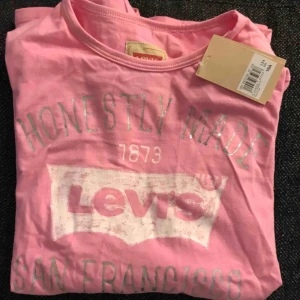 HONESTLY MADE
1873
Levi's
SAN FRANCISCO